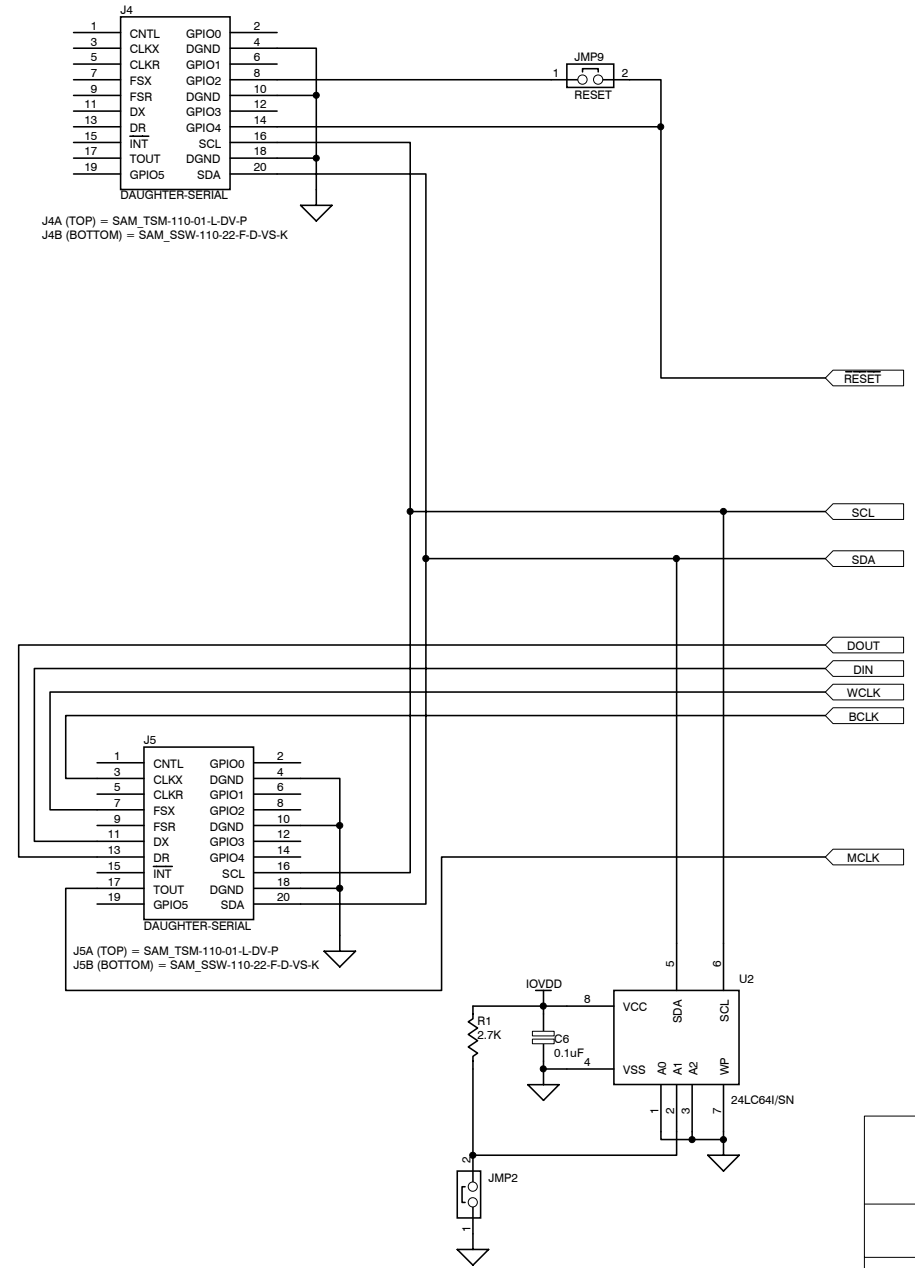 J4
1 CNTL GPIO0 2
3 CLKX DGND 4
5 CLKR GPIO1 6
7 FSX GPIO2 8
9 FSR DGND 10
11 DX GPIO3 12
13 DR GPIO4 14
15 INT SCL 16
17 TOUT DGND 18
19 GPIO5 SDA 20
DAUGHTER-SERIAL
J4A (TOP) = SAM_TSM-110-01-L-DV-P
J4B (BOTTOM) = SAM_SSW-110-22-F-D-VS-K
JMP9
1 2
RESET
RESET
SCL
SDA
DOUT
DIN
WCLK
BCLK
J5
1 CNTL GPIO0 2
3 CLKX DGND 4
5 CLKR GPIO1 6
7 FSX GPIO2 8
9 FSR DGND 10
11 DX GPIO3 12
13 DR GPIO4 14
15 INT SCL 16
17 TOUT DGND 18
19 GPIO5 SDA 20
DAUGHTER-SERIAL
J5A (TOP) = SAM_TSM-110-01-L-DV-P
J5B (BOTTOM) = SAM_SSW-110-22-F-D-VS-K
MCLK
IOVDD
R1
2.7K
C6
0.1uF
5 6
U2
8 VCC SDA SCL
4 VSS A0 A1 A2 WP
1 2 3 7
24LC64I/SN
2
JMP2
1